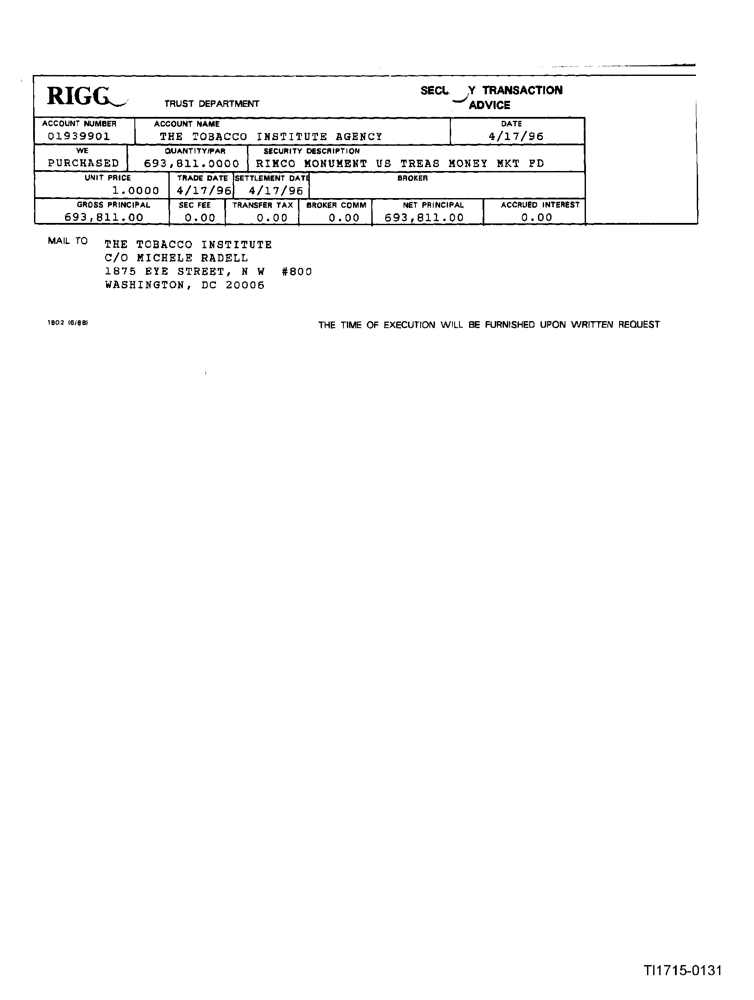 RIGG
TRUST DEPARTMENT
TRANSACTION
ADVICE
ACCOUNT NUMBER ACCOUNT NAME DATE
01939901 THE TOBACCO INSTITUTE AGENCY 4/17/96
WE QUANTITY/PAR SECURITY DESCRIPTION
PURCHASED 693,811.0000 RIMCO MONUMENT US TREAS MONEY MKT FD
UNIT PRICE TRADE DATE SETTLEMENT DATE BROKER
1.0000 4/17/96 4/17/96
GROSS PRINCIPAL SEC FEE TRANSFER TAX BROKER COMM NET PRINCIPAL ACCRUED INTEREST
693,811.00 0.00 0.00 0.00 693,811.00 0.00
MAIL TO THE TOBACCO INSTITUTE
C/O MICHELE RADELL
1875 EYE STREET, N W #800
WASHINGTON, DC 20006
1802 (6/88) THE TIME OF EXECUTION WILL BE FURNISHED UPON WRITTEN REQUEST
TI1715-0131